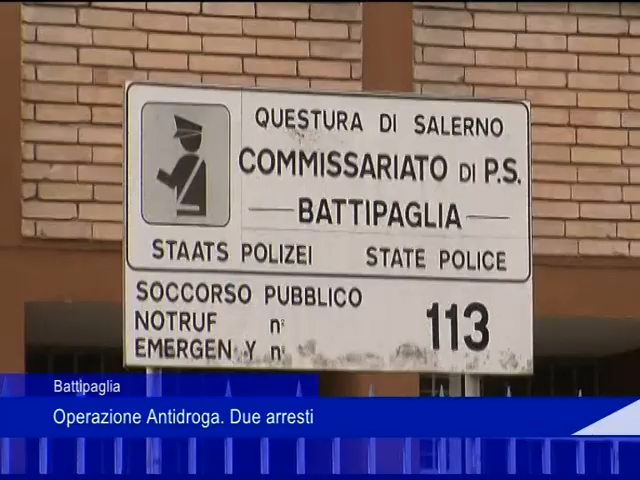 QUESTURA DI SALERNO
COMMISSARIATO DI P.S.
BATTIPAGLIA
STAATS POLIZEI STATE POLICE
SOCCORSO PUBBLICO
NOTRUF n° 113
EMERGEN Y n°
Battipaglia
Operazione Antidroga. Due arresti